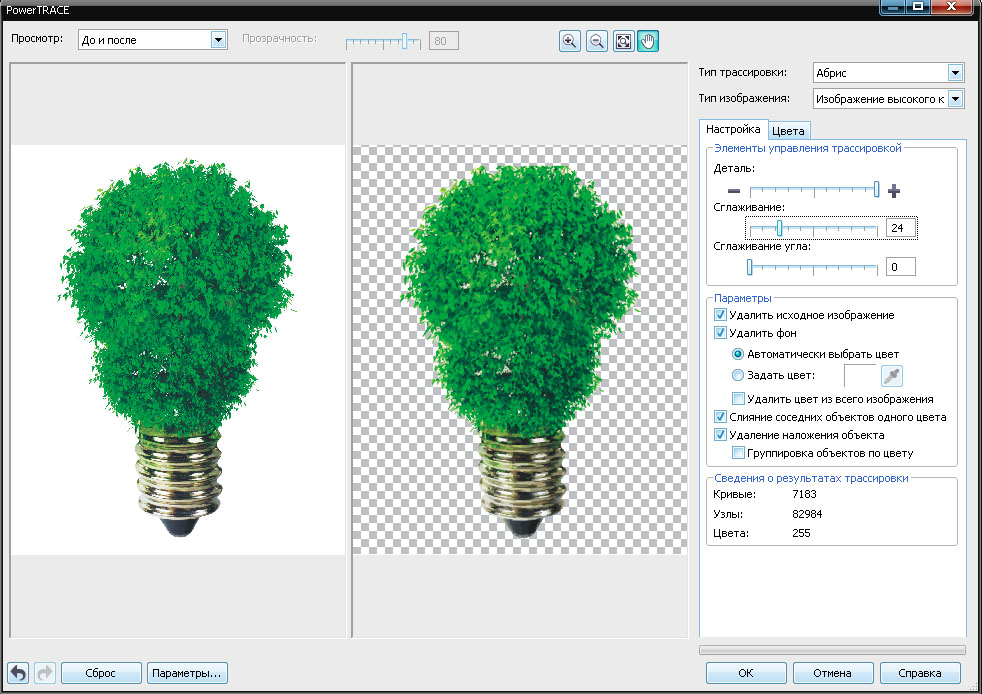 PowerTRACE
Просмотр: До и после Прозрачность: 80
Тип трассировки: Абрис
Тип изображения: Изображение высокого к
Настройка Цвета
Элементы управления трассировкой
Деталь:
Сглаживание:
24
Сглаживание угла:
0
Параметры
Удалить исходное изображение
Удалить фон
Автоматически выбрать цвет
Задать цвет:
Удалить цвет из всего изображения
Слияние соседних объектов одного цвета
Удаление наложения объекта
Группировка объектов по цвету
Сведения о результатах трассировки
Кривые: 7183
Узлы: 82984
Цвета: 255
Сброс Параметры... ОК Отмена Справка